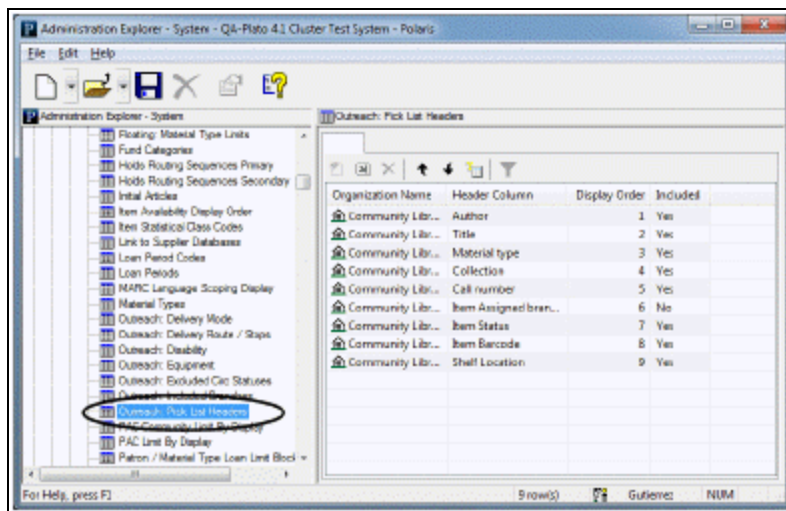 Administration Explorer - System - QA-Plato 4.1 Cluster Test System - Polaris
File Edit Help
Administration Explorer - System
Outreach: Pick List Headers
Floating: Material Type Limits
Fund Categories
Holds Routing Sequences Primary
Holds Routing Sequences Secondary
Initial Articles
Item Availability Display Order
Item Statistical Class Codes
Link to Supplier Databases
Loan Period Codes
Loan Periods
MARC Language Scoping Display
Material Types
Outreach: Delivery Mode
Outreach: Delivery Route / Stops
Outreach: Disability
Outreach: Equipment
Outreach: Excluded Circ Statuses
Outreach: Included Branches
Outreach: Pick List Headers
PAC Community Limit By Display
PAC Limit By Display
Patron / Material Type Loan Limit Block
Organization Name Header Column Display Order Included
Community Libr... Author 1 Yes
Community Libr... Title 2 Yes
Community Libr... Material type 3 Yes
Community Libr... Collection 4 Yes
Community Libr... Call number 5 Yes
Community Libr... Item Assigned bran... 6 No
Community Libr... Item Status 7 Yes
Community Libr... Item Barcode 8 Yes
Community Libr... Shelf Location 9 Yes
For Help, press F1 9 row(s) Gutierrez NUM